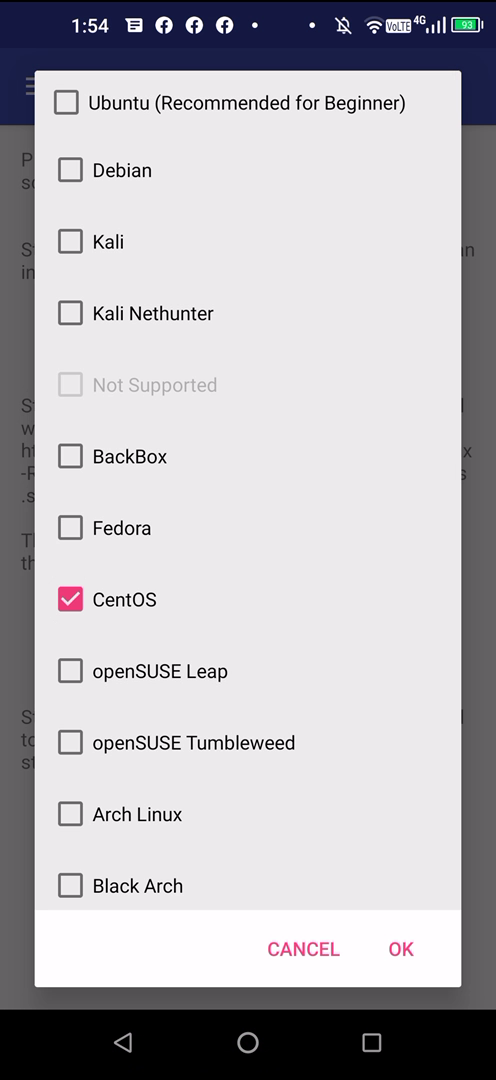 1:54
VoLTE 4G 93
Ubuntu (Recommended for Beginner)
Debian
Kali
Kali Nethunter
Not Supported
BackBox
Fedora
CentOS
openSUSE Leap
openSUSE Tumbleweed
Arch Linux
Black Arch
CANCEL OK